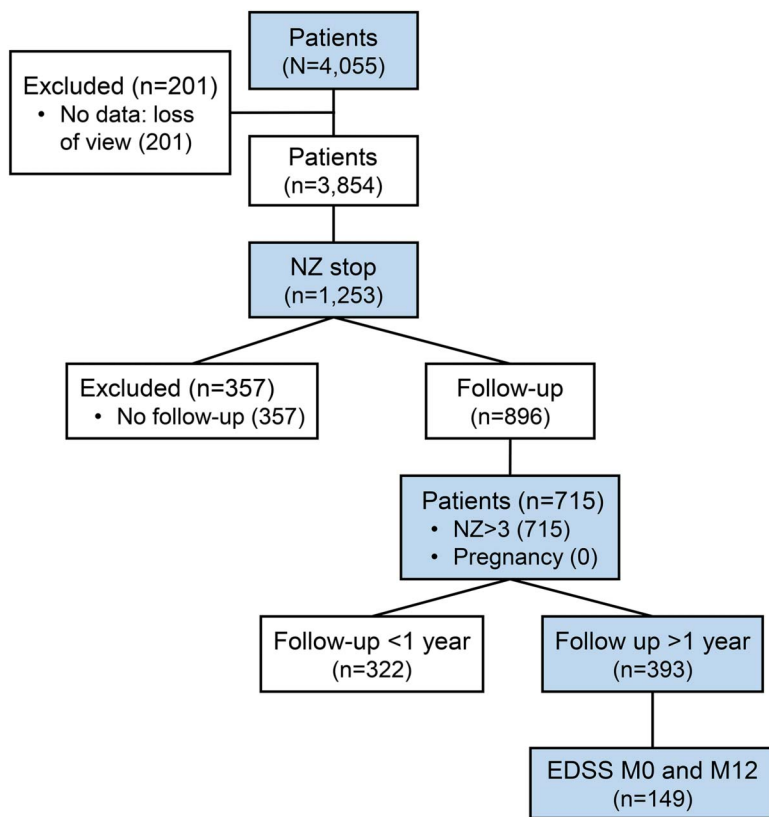 Patients
(N=4,055)
Excluded (n=201)
• No data: loss
of view (201)
Patients
(n=3,854)
NZ stop
(n=1,253)
Excluded (n=357)
• No follow-up (357)
Follow-up
(n=896)
Patients (n=715)
• NZ>3 (715)
• Pregnancy (0)
Follow-up <1 year
(n=322)
Follow up >1 year
(n=393)
EDSS M0 and M12
(n=149)